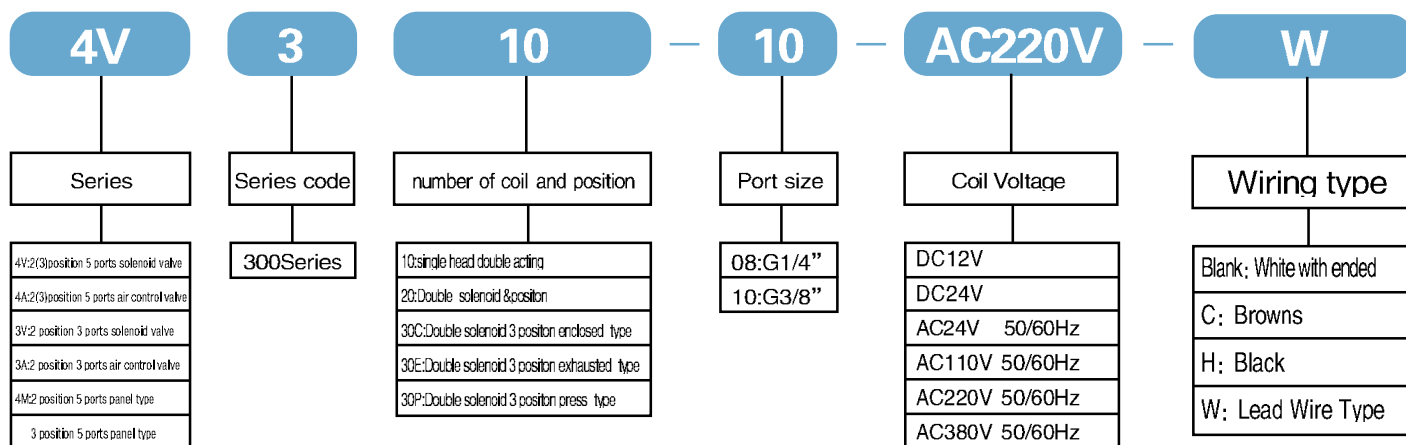 4V 3 10 — 10 — AC220V — W
Series
Series code
number of coil and position
Port size
Coil Voltage
Wiring type
4V:2(3)position 5 ports solenoid valve
4A:2(3)position 5 ports air control valve
3V:2 position 3 ports solenoid valve
3A:2 position 3 ports air control valve
4M:2 position 5 ports panel type
3 position 5 ports panel type
300Series
10:single head double acting
20:Double solenoid &positon
30C:Double solenoid 3 positon enclosed type
30E:Double solenoid 3 positon exhausted type
30P:Double solenoid 3 positon press type
08:G1/4”
10:G3/8”
DC12V
DC24V
AC24V 50/60Hz
AC110V 50/60Hz
AC220V 50/60Hz
AC380V 50/60Hz
Blank: White with ended
C: Browns
H: Black
W: Lead Wire Type